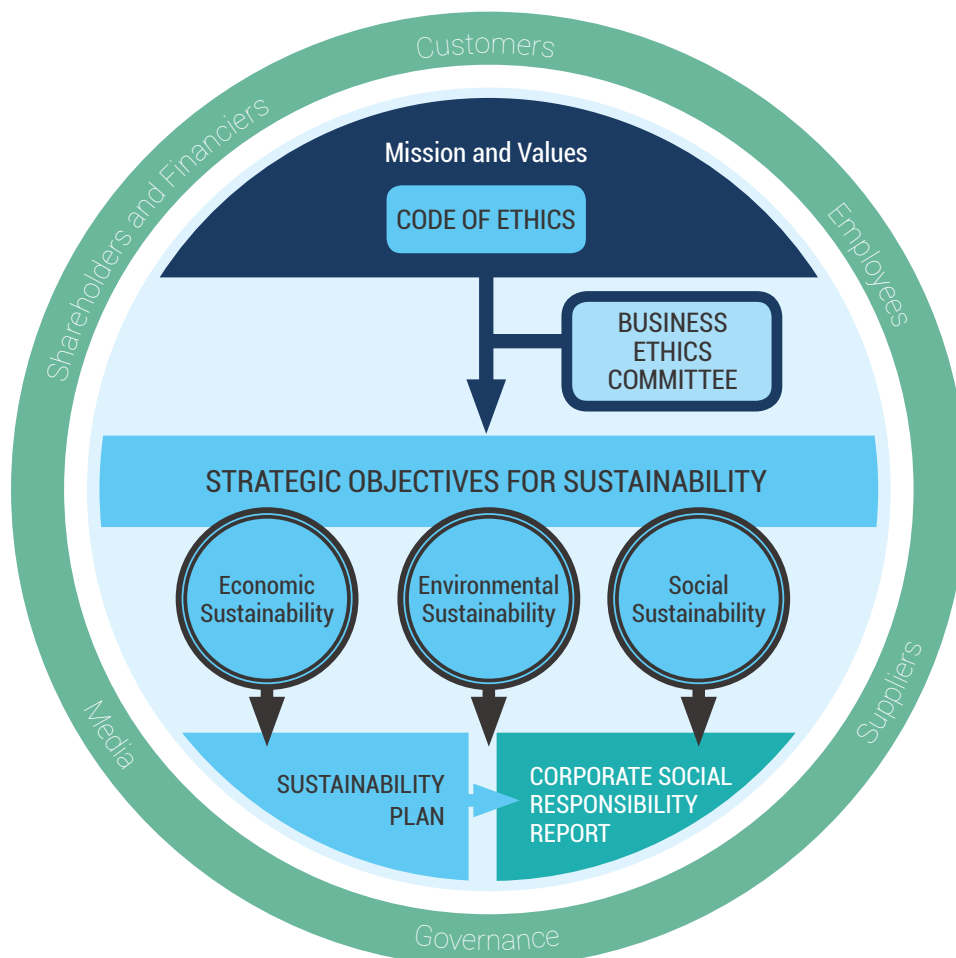 Customers
Shareholders and Financiers
Employees
Mission and Values
CODE OF ETHICS
BUSINESS
ETHICS
COMMITTEE
STRATEGIC OBJECTIVES FOR SUSTAINABILITY
Economic
Sustainability
Environmental
Sustainability
Social
Sustainability
Media
Suppliers
SUSTAINABILITY
PLAN
CORPORATE SOCIAL
RESPONSIBILITY
REPORT
Governance